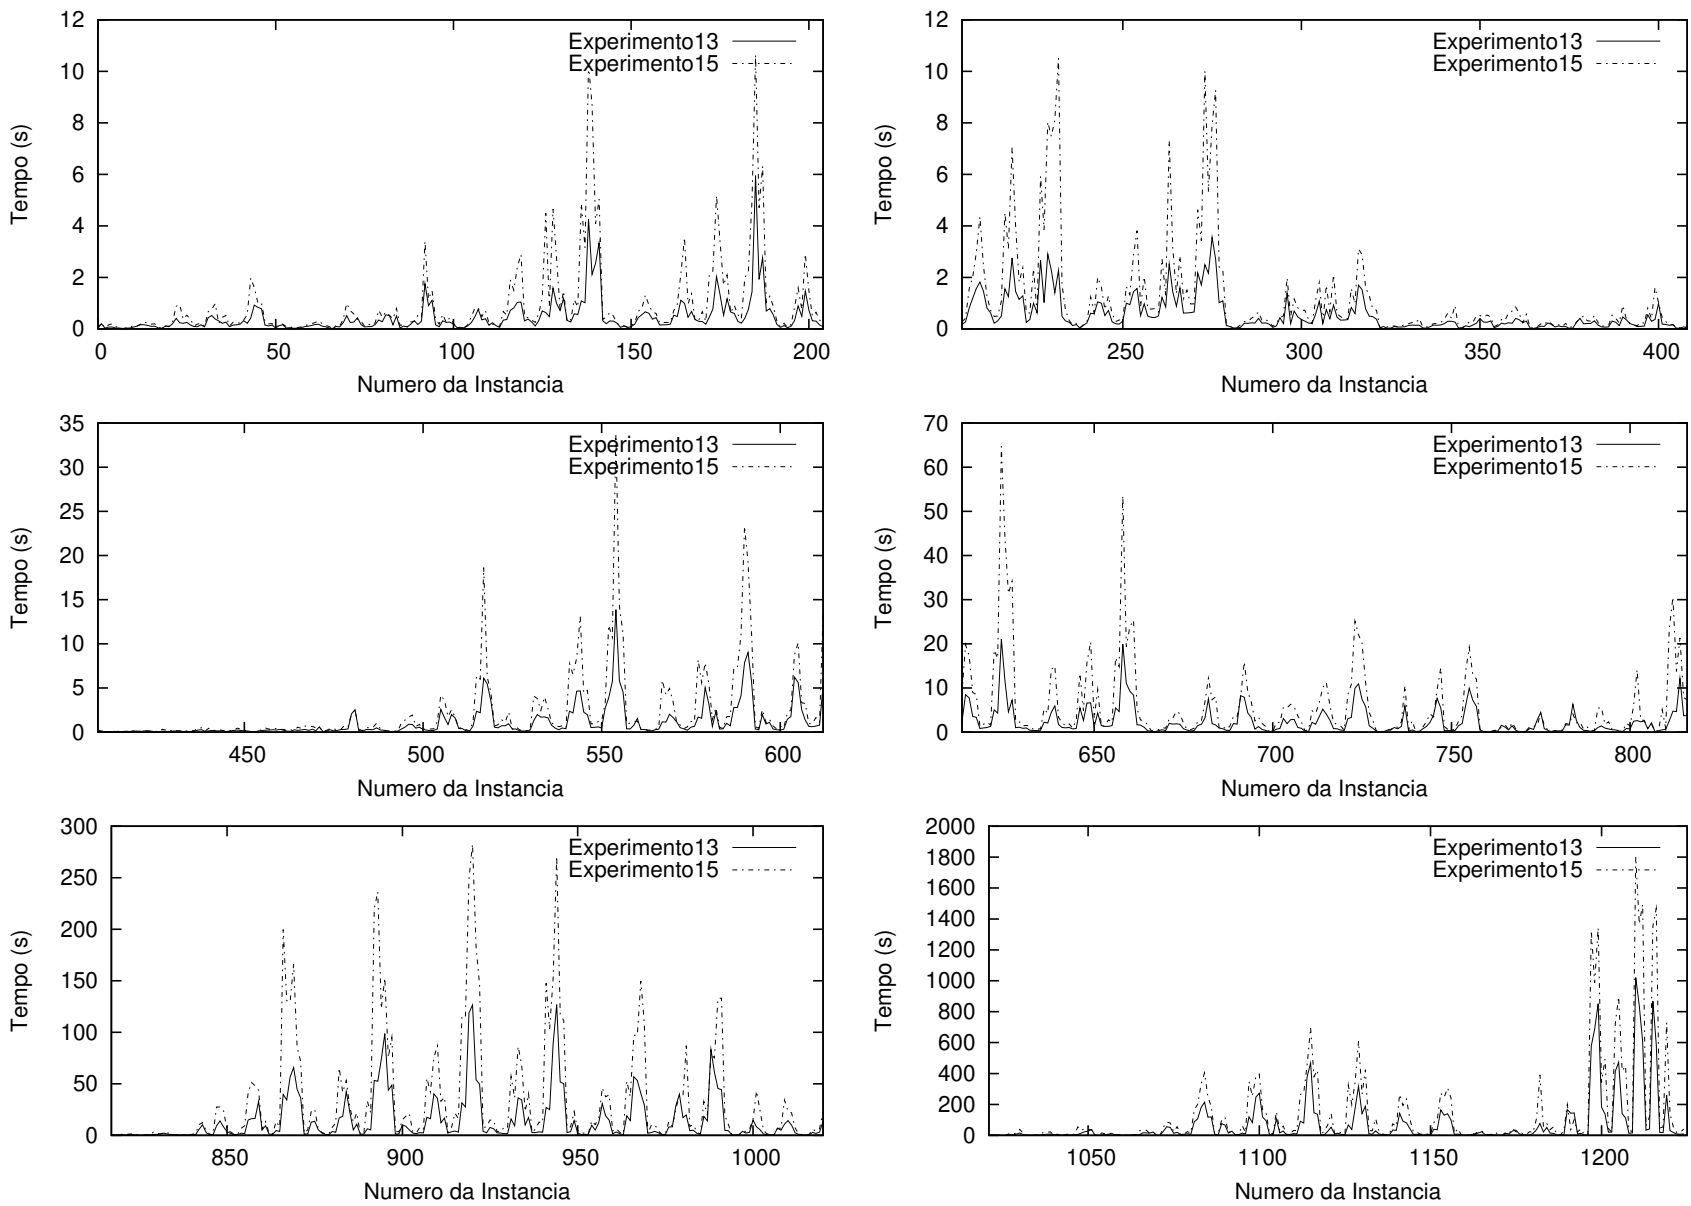 12
10
8
6
4
2
0
Tempo (s)
0 50 100 150 200
Numero da Instancia
Experimento13
Experimento15
12
10
8
6
4
2
0
Tempo (s)
250 300 350 400
Numero da Instancia
Experimento13
Experimento15
35
30
25
20
15
10
5
0
Tempo (s)
450 500 550 600
Numero da Instancia
Experimento13
Experimento15
70
60
50
40
30
20
10
0
Tempo (s)
650 700 750 800
Numero da Instancia
Experimento13
Experimento15
300
250
200
150
100
50
0
Tempo (s)
850 900 950 1000
Numero da Instancia
Experimento13
Experimento15
2000
1800
1600
1400
1200
1000
800
600
400
200
0
Tempo (s)
1050 1100 1150 1200
Numero da Instancia
Experimento13
Experimento15